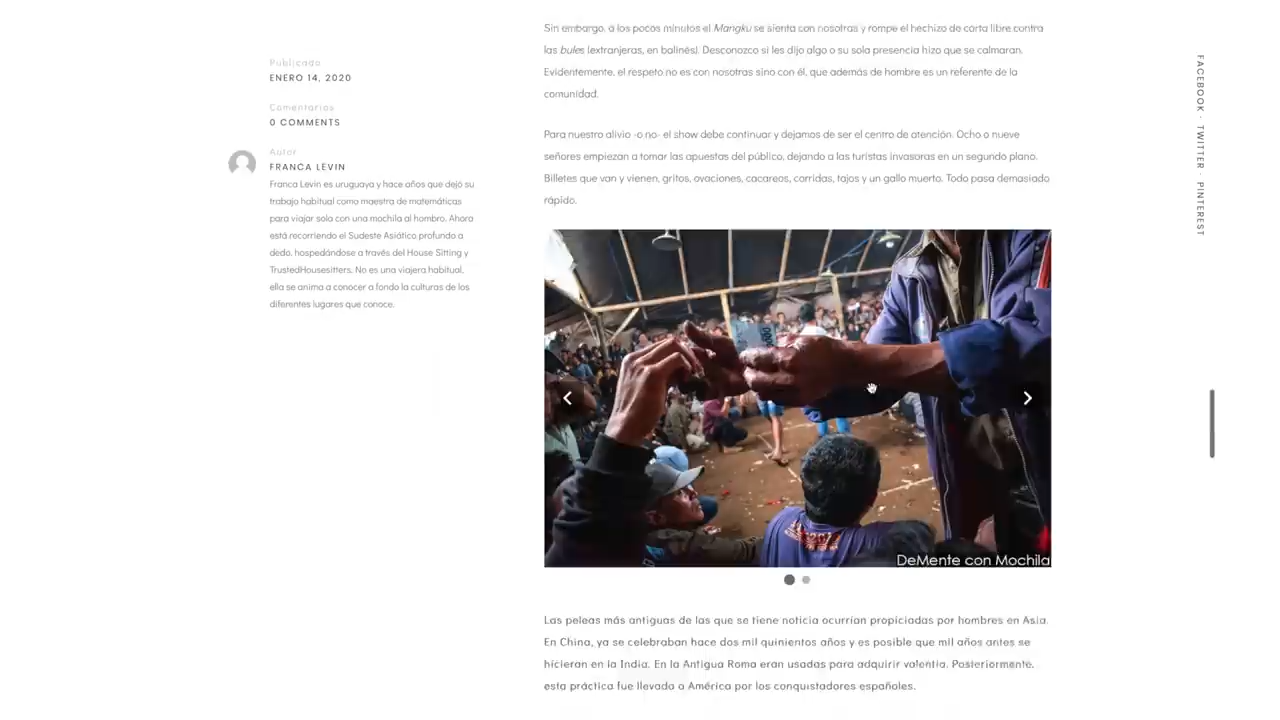 Publicado
ENERO 14, 2020
Comentarios
0 COMMENTS
Autor
FRANCA LEVIN
Franca Levin es uruguaya y hace años que dejó su
trabajo habitual como maestra de matemáticas
para viajar sola con una mochila al hombro. Ahora
está recorriendo el Sudeste Asiático profundo a
dedo, hospedándose a través del House Sitting y
TrustedHousesitters. No es una viajera habitual,
ella se anima a conocer a fondo la culturas de los
diferentes lugares que conoce.
Sin embargo, a los pocos minutos el Mangku se sienta con nosotras y rompe el hechizo de carta libre contra
las bules (extranjeras, en balinés). Desconozco si les dijo algo o su sola presencia hizo que se calmaran.
Evidentemente, el respeto no es con nosotras sino con él, que además de hombre es un referente de la
comunidad.
Para nuestro alivio -o no- el show debe continuar y dejamos de ser el centro de atención. Ocho o nueve
señores empiezan a tomar las apuestas del público, dejando a las turistas invasoras en un segundo plano.
Billetes que van y vienen, gritos, ovaciones, cacareos, corridas, tajos y un gallo muerto. Todo pasa demasiado
rápido.
DeMente con Mochila
Las peleas más antiguas de las que se tiene noticia ocurrían propiciadas por hombres en Asia.
En China, ya se celebraban hace dos mil quinientos años y es posible que mil años antes se
hicieran en la India. En la Antigua Roma eran usadas para adquirir valentía. Posteriormente,
esta práctica fue llevada a América por los conquistadores españoles.
FACEBOOK · TWITTER · PINTEREST